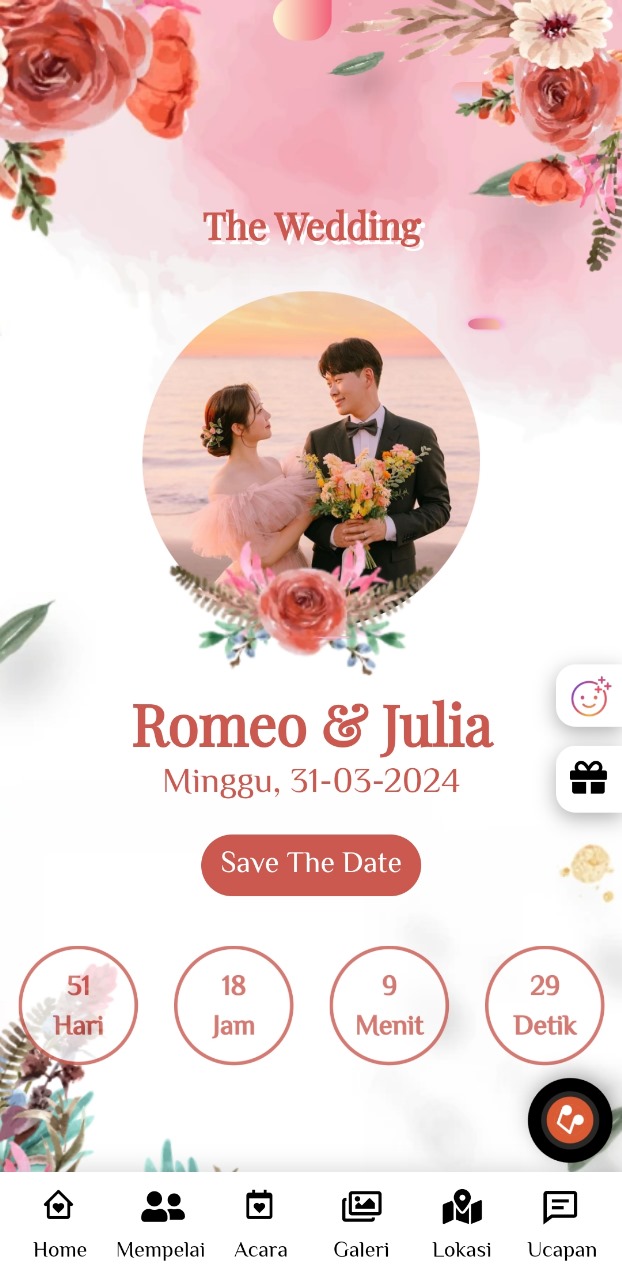 The Wedding
Romeo & Julia
Minggu, 31-03-2024
Save The Date
51 18 9 29
Hari Jam Menit Detik
Home Mempelai Acara Galeri Lokasi Ucapan